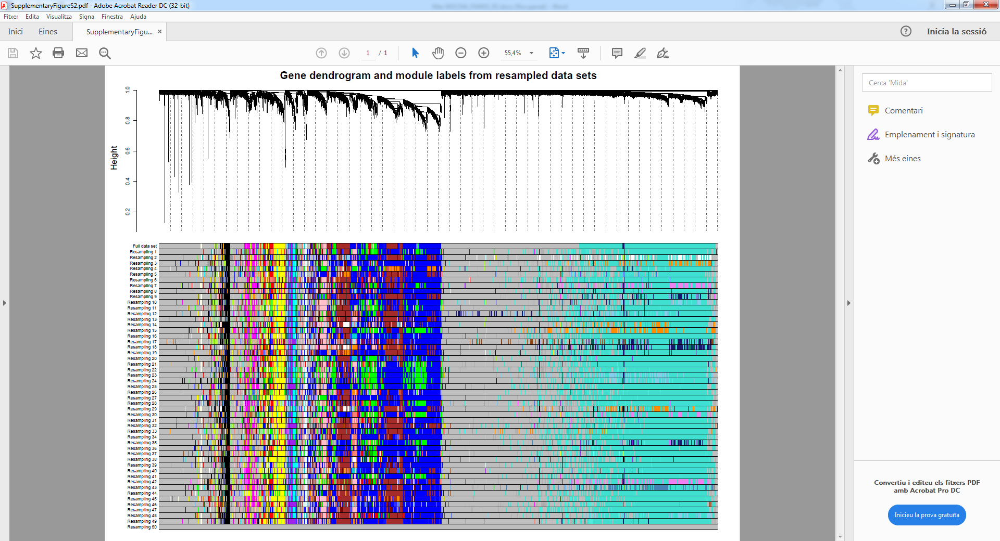 SupplementaryFigureS2.pdf - Adobe Acrobat Reader DC (32-bit)
Fitxer Edita Visualitza Signa Finestra Ajuda
Inici Eines SupplementaryFigu... × Inicia la sessió
1 / 1 55,4%
Gene dendrogram and module labels from resampled data sets
Height
1.0
0.8
0.6
0.4
0.2
Full data set
Resampling 1
Resampling 2
Resampling 3
Resampling 4
Resampling 5
Resampling 6
Resampling 7
Resampling 8
Resampling 9
Resampling 10
Resampling 11
Resampling 12
Resampling 13
Resampling 14
Resampling 15
Resampling 16
Resampling 17
Resampling 18
Resampling 19
Resampling 20
Resampling 21
Resampling 22
Resampling 23
Resampling 24
Resampling 25
Resampling 26
Resampling 27
Resampling 28
Resampling 29
Resampling 30
Resampling 31
Resampling 32
Resampling 33
Resampling 34
Resampling 35
Resampling 36
Resampling 37
Resampling 38
Resampling 39
Resampling 40
Resampling 41
Resampling 42
Resampling 43
Resampling 44
Resampling 45
Resampling 46
Resampling 47
Resampling 48
Resampling 49
Resampling 50
Cerca 'Mida'
Comentari
Emplenament i signatura
Més eines
Convertiu i editeu els fitxers PDF
amb Acrobat Pro DC
Inicieu la prova gratuïta